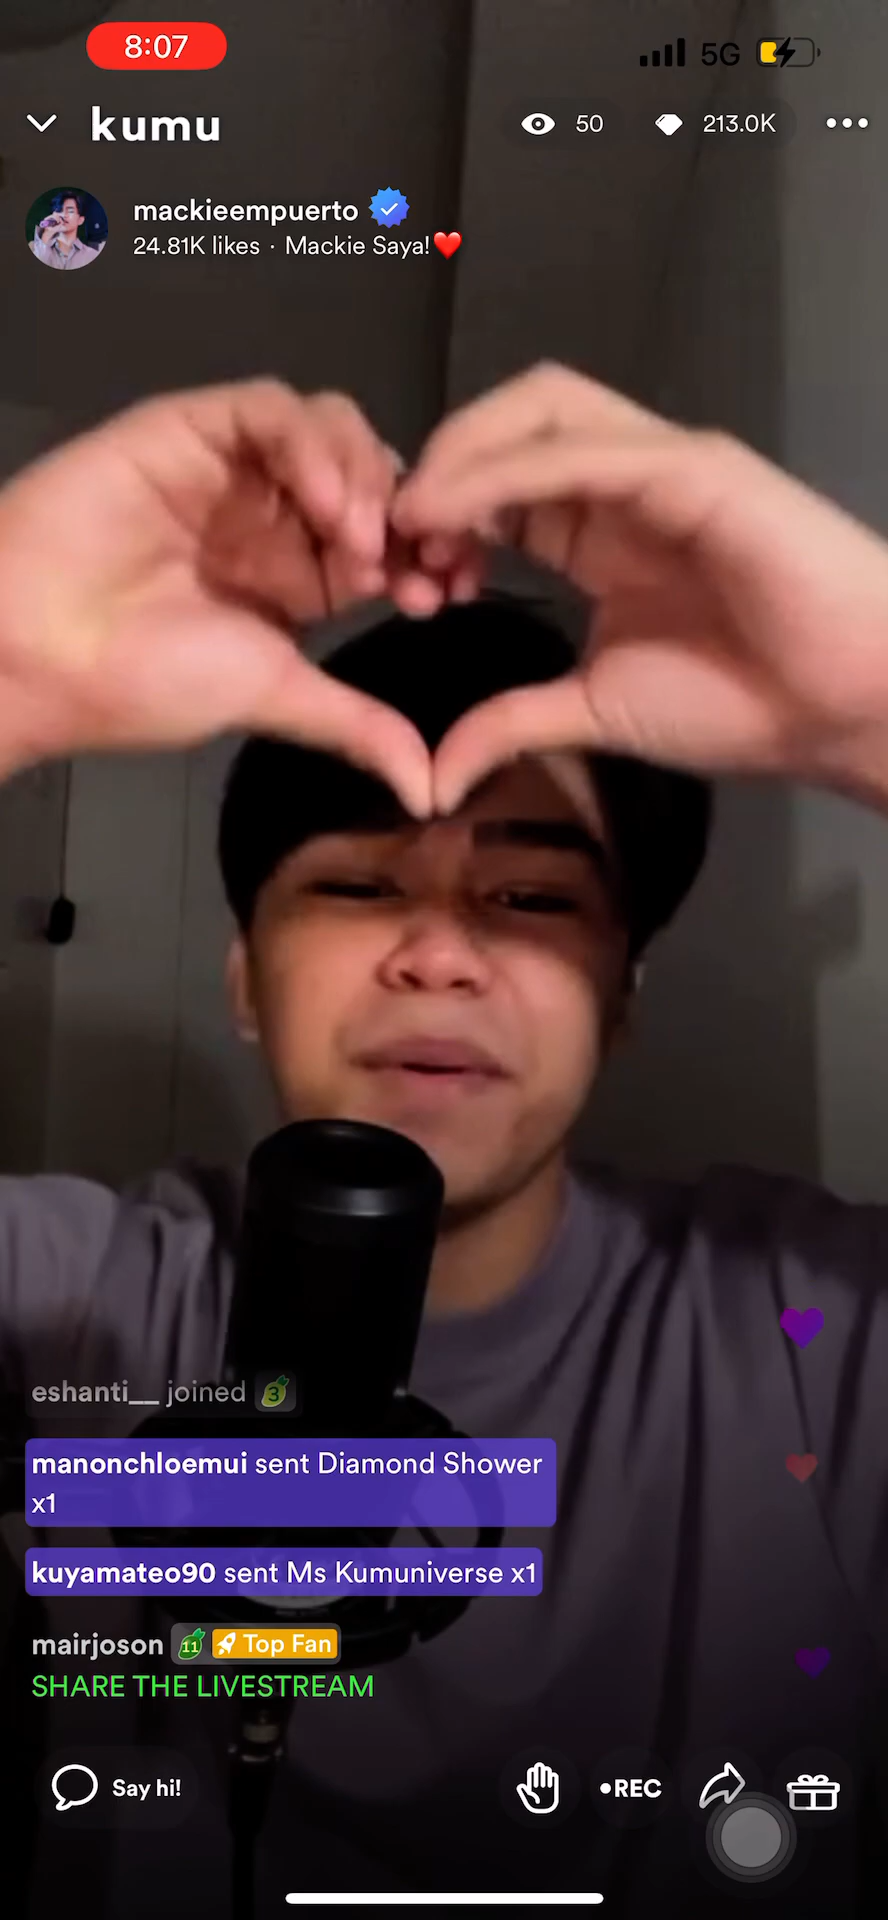 8:07 5G
kumu 50 213.0K
mackieempuerto
24.81K likes · Mackie Saya!❤️
eshanti__ joined 3
manonchloemui sent Diamond Shower
x1
kuyamateo90 sent Ms Kumuniverse x1
mairjoson 11 Top Fan
SHARE THE LIVESTREAM
Say hi! •REC